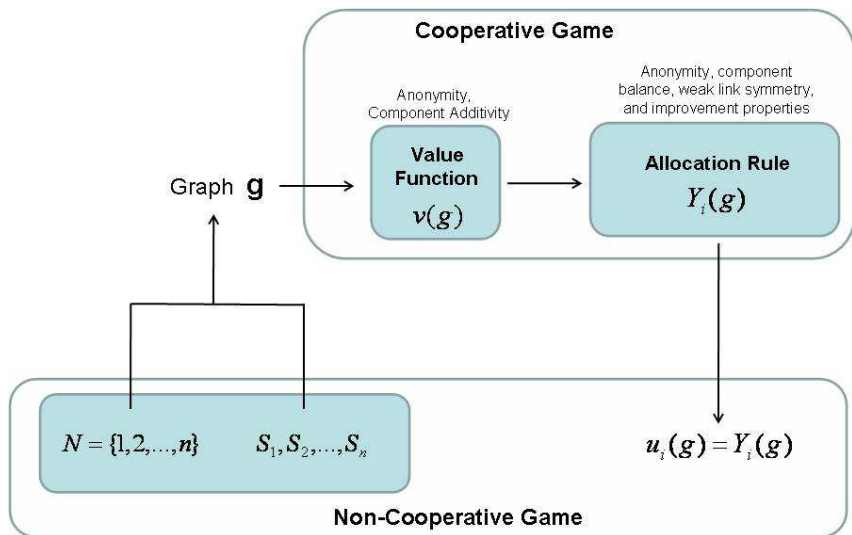 Cooperative Game
Anonymity,
Component Additivity
Anonymity, component
balance, weak link symmetry,
and improvement properties
Graph g
Value
Function
v(g)
Allocation Rule
Y_i(g)
N = {1,2,...,n}
S_1, S_2,..., S_n
u_i(g) = Y_i(g)
Non-Cooperative Game